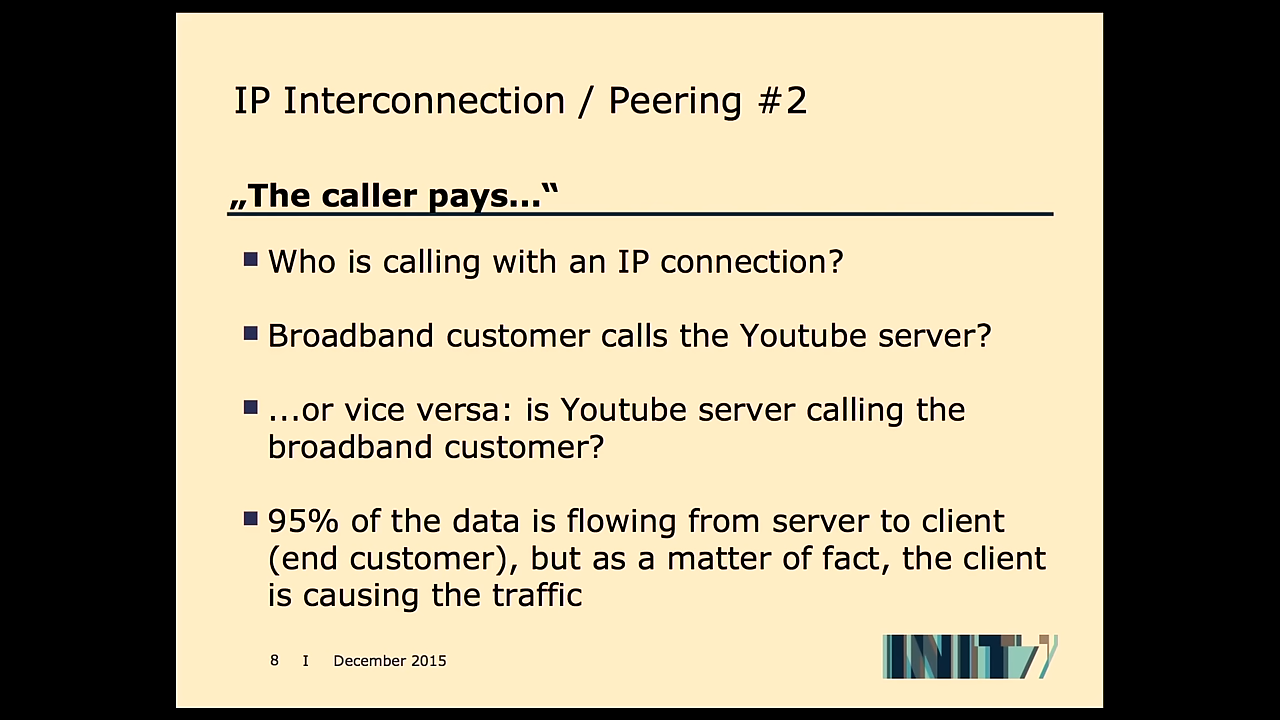 IP Interconnection / Peering #2
„The caller pays...“
Who is calling with an IP connection?
Broadband customer calls the Youtube server?
...or vice versa: is Youtube server calling the
broadband customer?
95% of the data is flowing from server to client
(end customer), but as a matter of fact, the client
is causing the traffic
8 I December 2015
INIT7